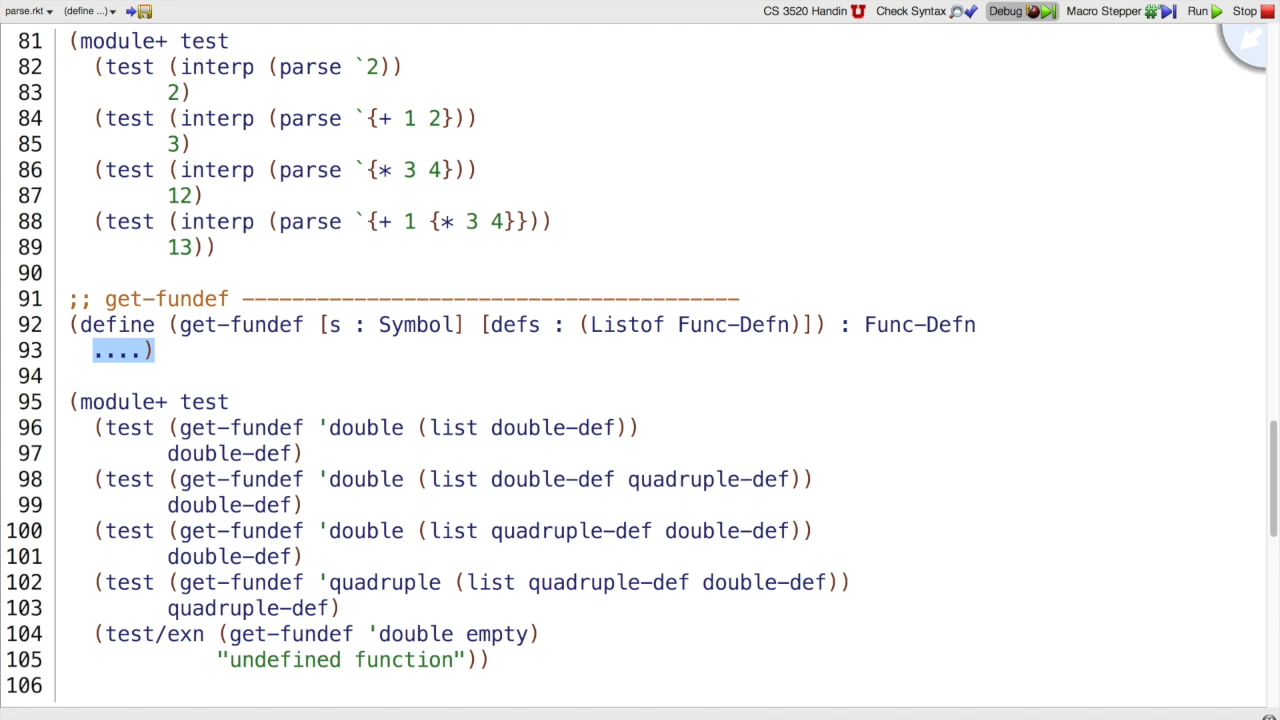 parse.rkt (define ...) CS 3520 Handin Check Syntax Debug Macro Stepper Run Stop
81 (module+ test
82   (test (interp (parse `2))
83         2)
84   (test (interp (parse `{+ 1 2}))
85         3)
86   (test (interp (parse `{* 3 4}))
87         12)
88   (test (interp (parse `{+ 1 {* 3 4}}))
89         13))
90
91 ;; get-fundef ----------------------------------------
92 (define (get-fundef [s : Symbol] [defs : (Listof Func-Defn)]) : Func-Defn
93   ....)
94
95 (module+ test
96   (test (get-fundef 'double (list double-def))
97         double-def)
98   (test (get-fundef 'double (list double-def quadruple-def))
99         double-def)
100   (test (get-fundef 'double (list quadruple-def double-def))
101         double-def)
102   (test (get-fundef 'quadruple (list quadruple-def double-def))
103         quadruple-def)
104   (test/exn (get-fundef 'double empty)
105             "undefined function"))
106